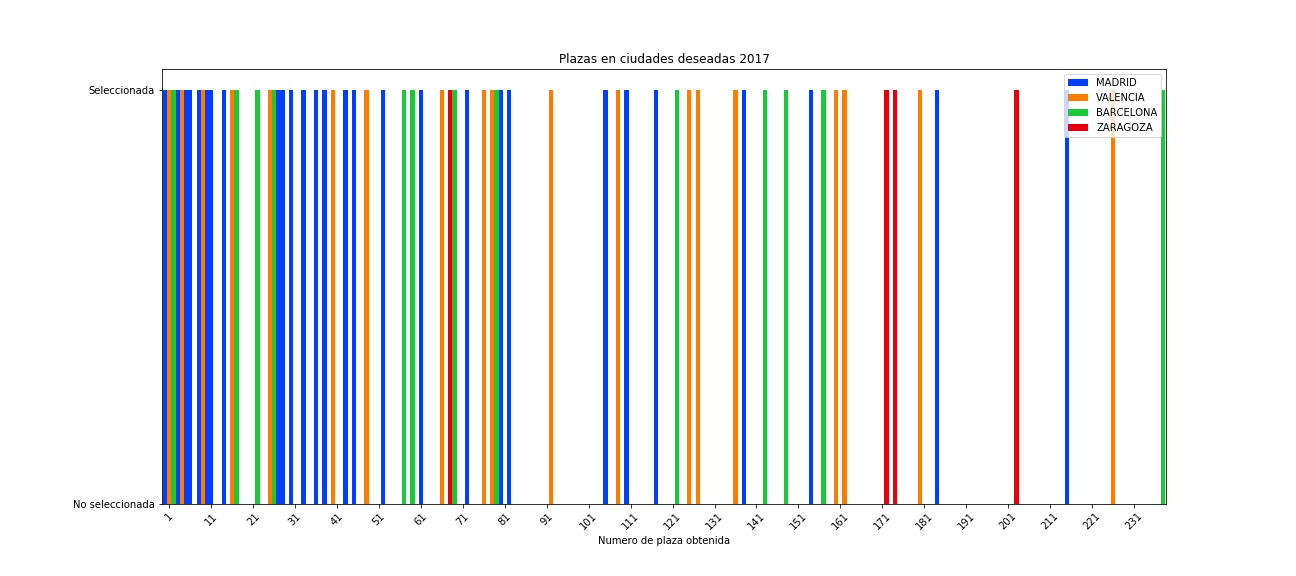 Plazas en ciudades deseadas 2017
Seleccionada
No seleccionada
MADRID
VALENCIA
BARCELONA
ZARAGOZA
1 11 21 31 41 51 61 71 81 91 101 111 121 131 141 151 161 171 181 191 201 211 221 231
Numero de plaza obtenida